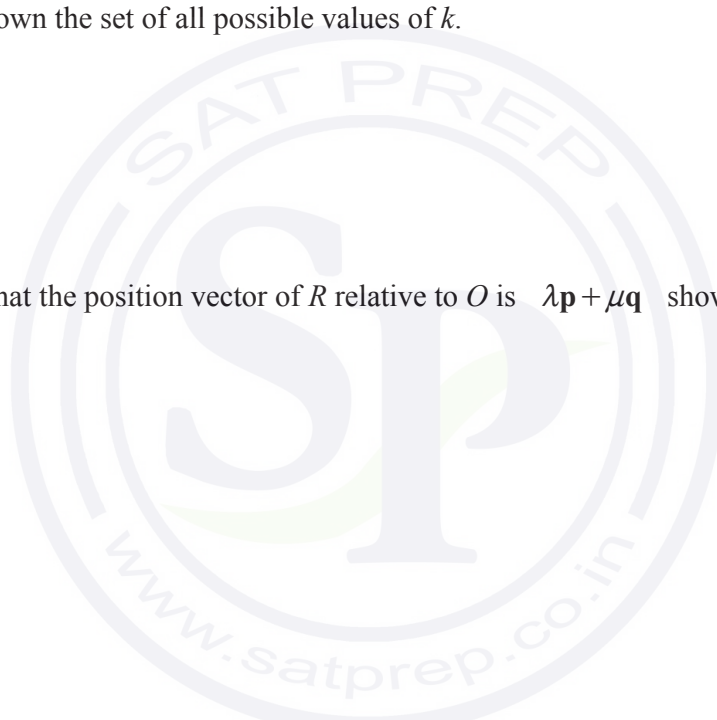 own the set of all possible values of k.
hat the position vector of R relative to O is λp + μq show
SAT PREP
SP
www.satprep.co.in